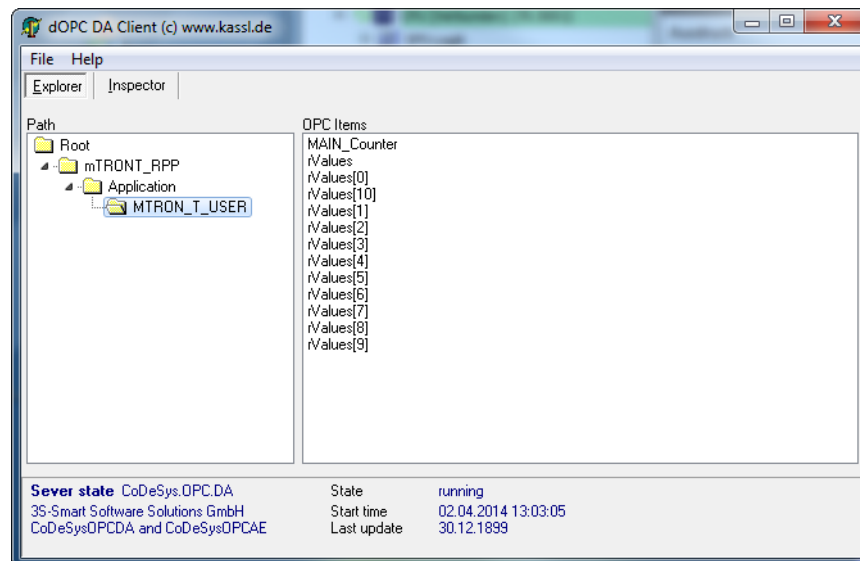 dOPC DA Client (c) www.kassl.de
File Help
Explorer Inspector
Path
Root
mTRONT_RPP
Application
MTRON_T_USER
OPC Items
MAIN_Counter
rValues
rValues[0]
rValues[10]
rValues[1]
rValues[2]
rValues[3]
rValues[4]
rValues[5]
rValues[6]
rValues[7]
rValues[8]
rValues[9]
Sever state CoDeSys.OPC.DA State running
3S-Smart Software Solutions GmbH Start time 02.04.2014 13:03:05
CoDeSysOPCDA and CoDeSysOPCAE Last update 30.12.1899